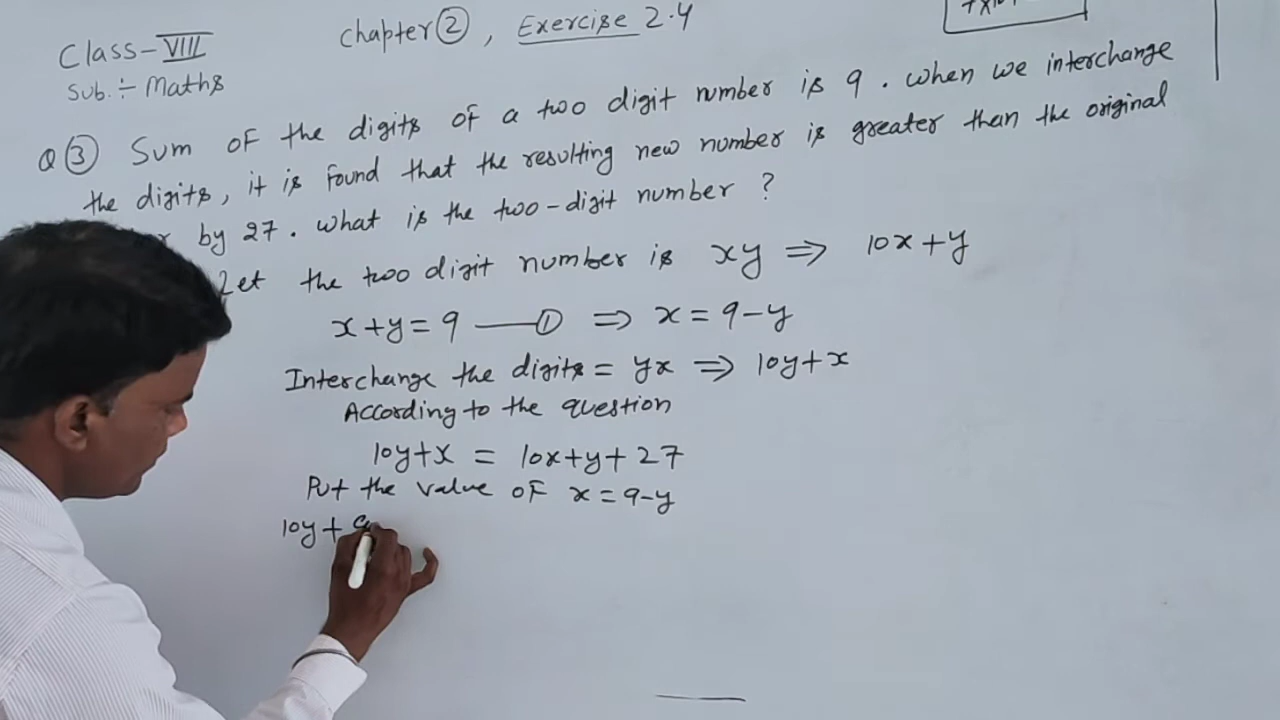 Class-VIII
Sub.÷ Maths
Chapter ②, Exercise 2.4
Q ③ Sum of the digits of a two digit number is 9. When we interchange
the digits, it is found that the resulting new number is greater than the original
by 27. What is the two-digit number?
Let the two digit number is xy ⇒ 10x+y
x+y=9 —① ⇒ x=9-y
Interchange the digits = yx ⇒ 10y+x
According to the question
10y+x = 10x+y+27
Put the value of x=9-y
10y+9